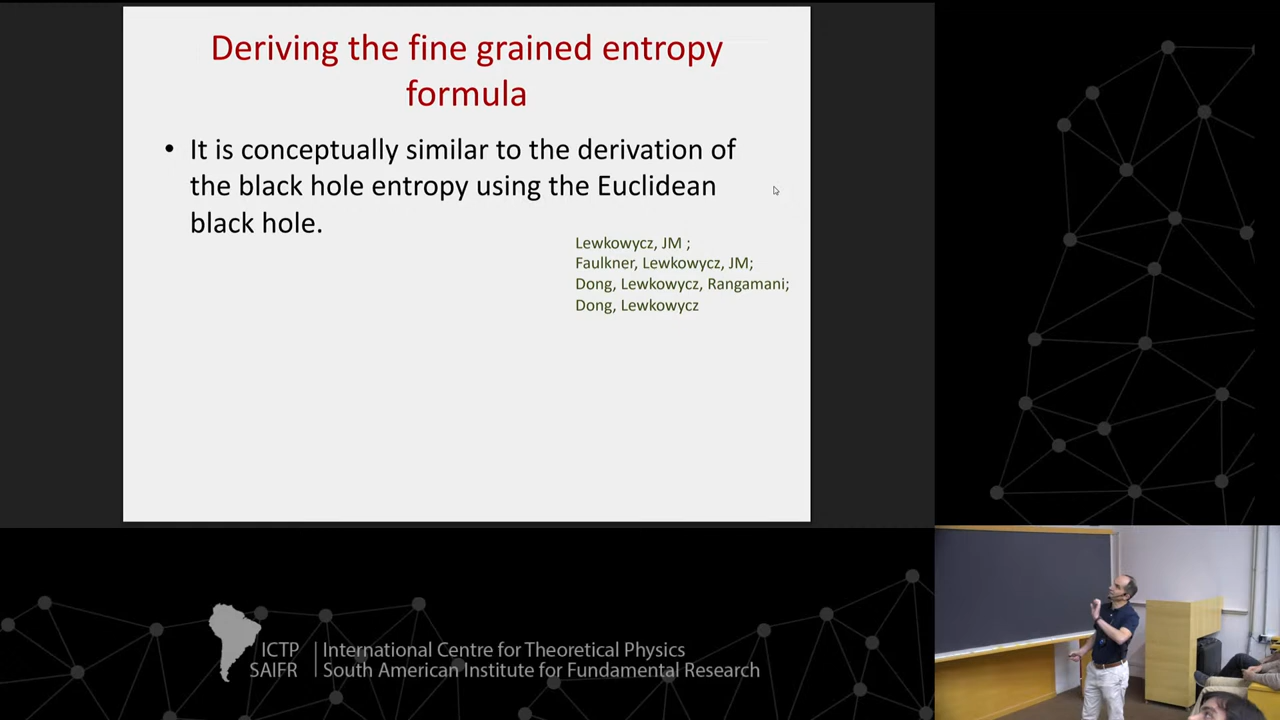 Deriving the fine grained entropy
formula
• It is conceptually similar to the derivation of
the black hole entropy using the Euclidean
black hole.
Lewkowycz, JM ;
Faulkner, Lewkowycz, JM;
Dong, Lewkowycz, Rangamani;
Dong, Lewkowycz
ICTP
SAIFR
International Centre for Theoretical Physics
South American Institute for Fundamental Research